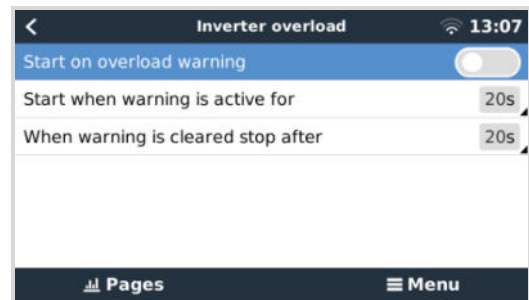 Inverter overload 13:07
Start on overload warning
Start when warning is active for 20s
When warning is cleared stop after 20s
Pages Menu